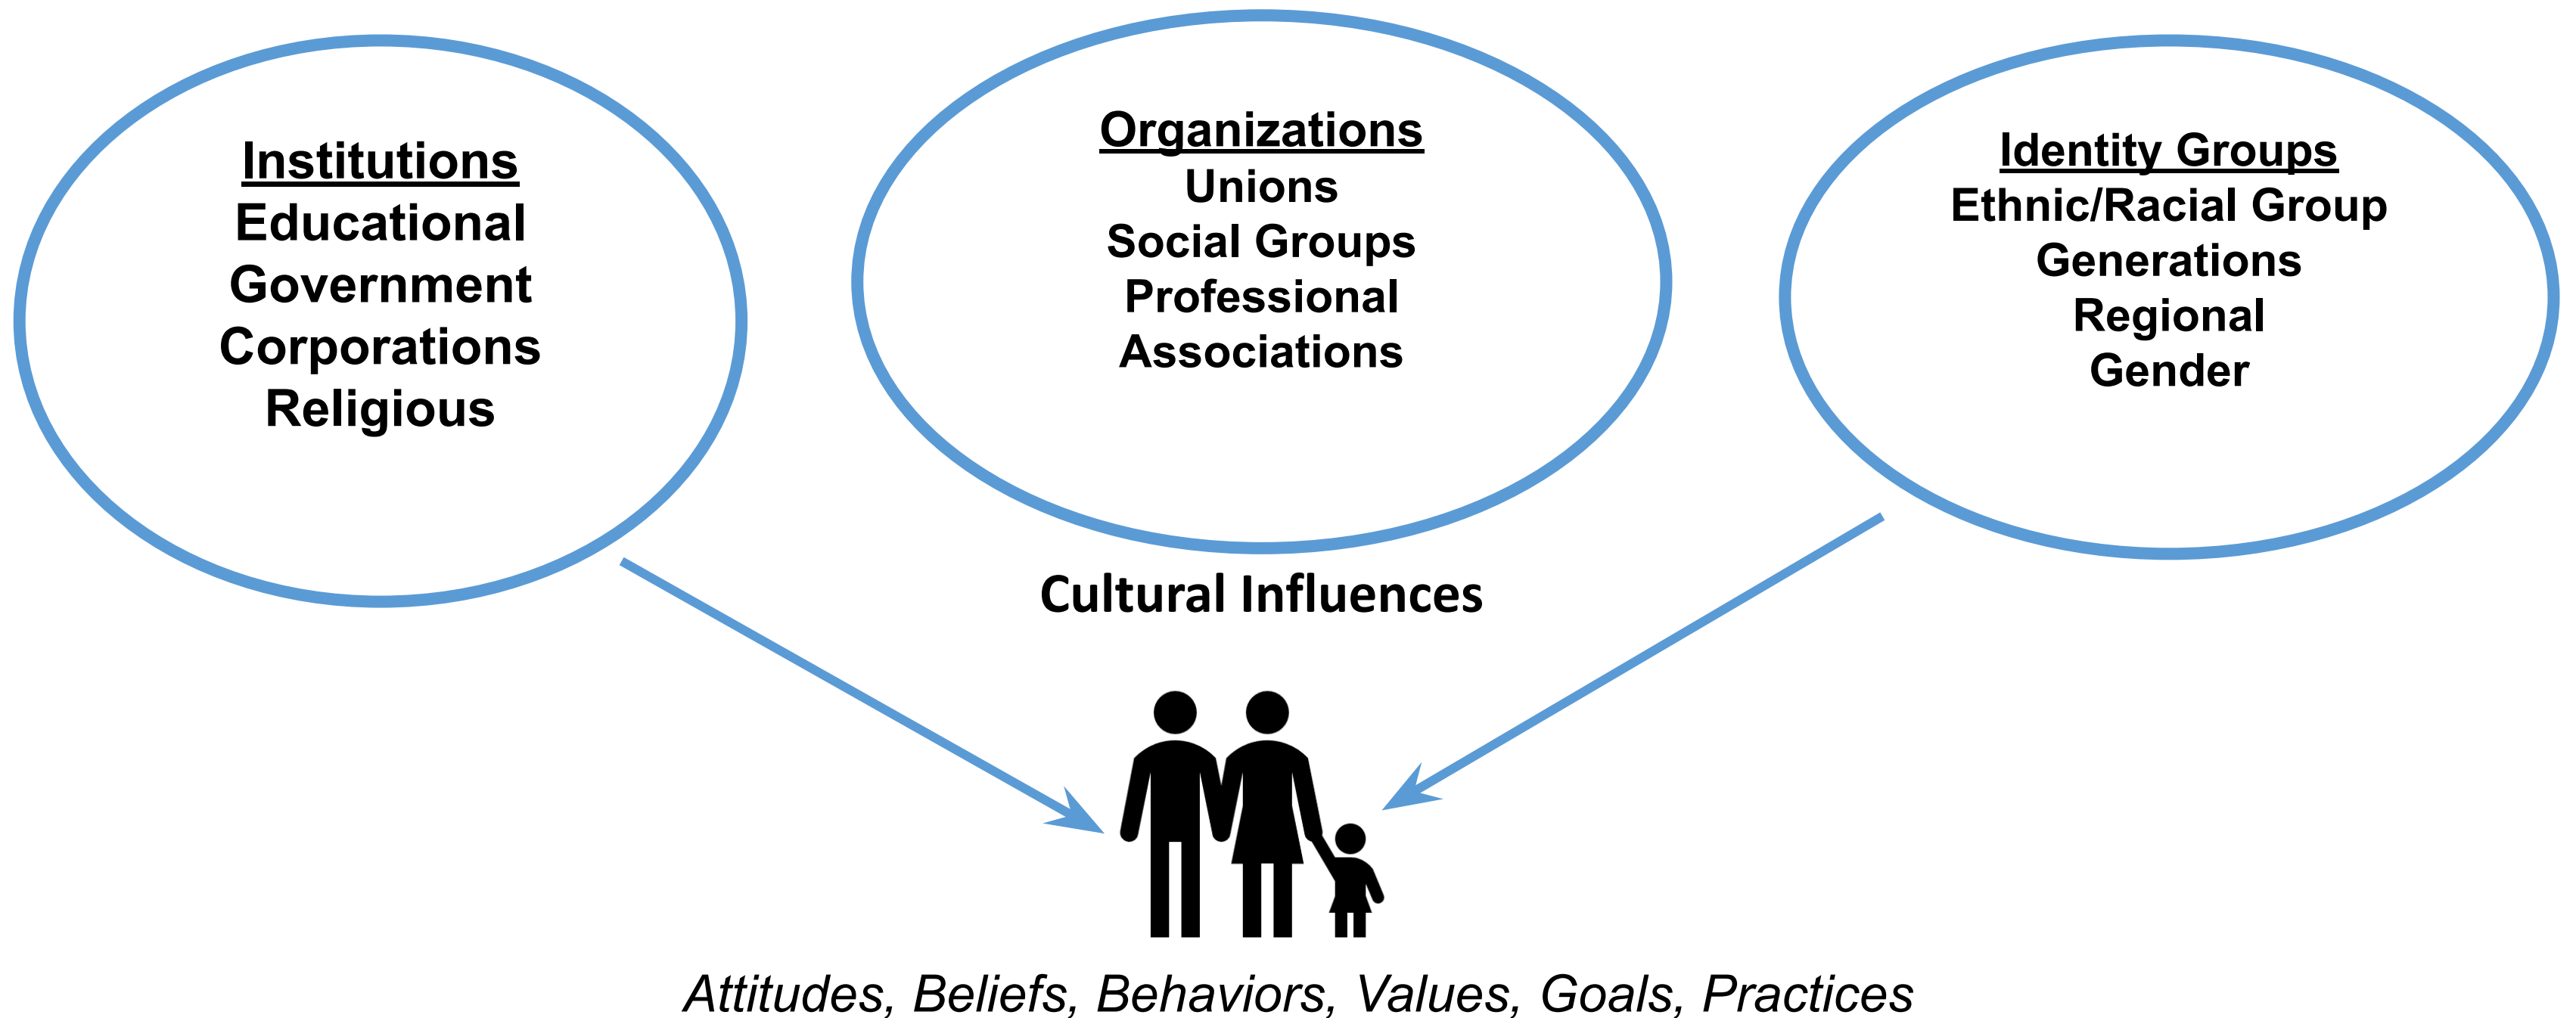 Institutions
Educational
Government
Corporations
Religious
Organizations
Unions
Social Groups
Professional
Associations
Identity Groups
Ethnic/Racial Group
Generations
Regional
Gender
Cultural Influences
Attitudes, Beliefs, Behaviors, Values, Goals, Practices